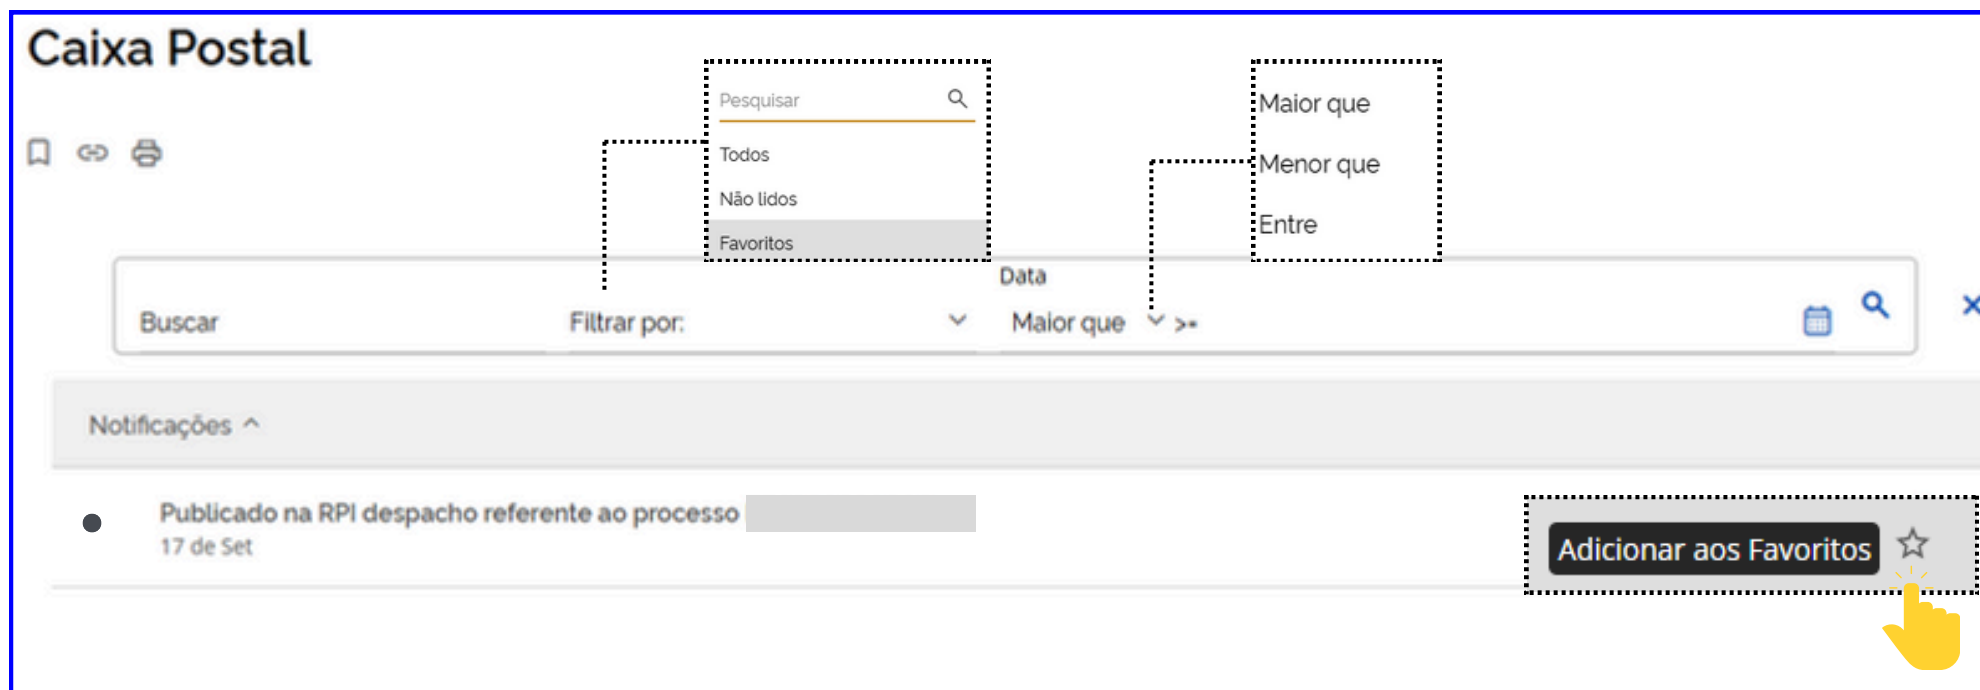 Caixa Postal
Pesquisar
Todos
Não lidos
Favoritos
Maior que
Menor que
Entre
Data
Buscar
Filtrar por:
Maior que >=
Notificações
Publicado na RPI despacho referente ao processo
17 de Set
Adicionar aos Favoritos